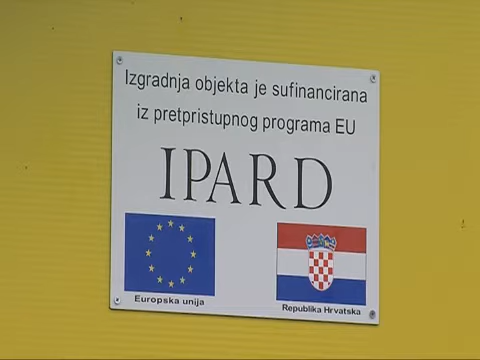 Izgradnja objekta je sufinancirana
iz pretpristupnog programa EU
IPARD
Europska unija
Republika Hrvatska